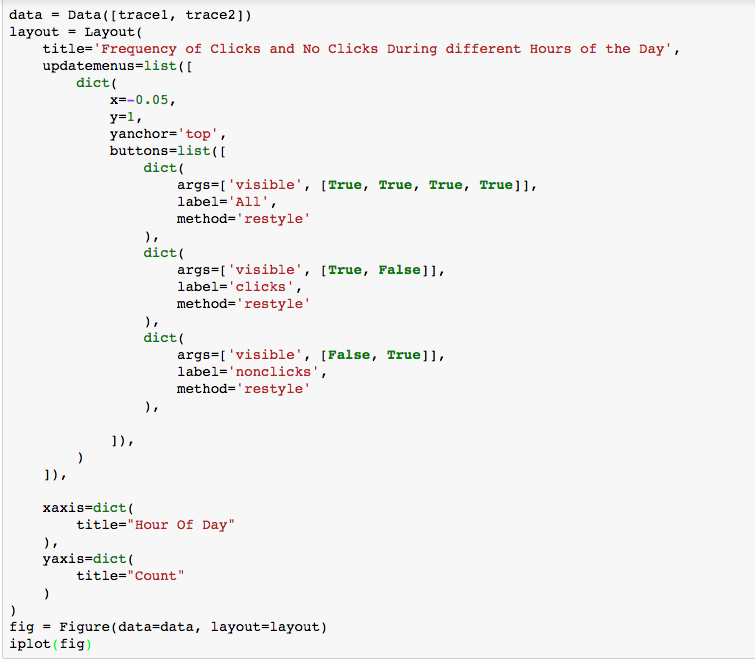 data = Data([trace1, trace2])
layout = Layout(
    title='Frequency of Clicks and No Clicks During different Hours of the Day',
    updatemenus=list([
        dict(
            x=-0.05,
            y=1,
            yanchor='top',
            buttons=list([
                dict(
                    args=['visible', [True, True, True, True]],
                    label='All',
                    method='restyle'
                ),
                dict(
                    args=['visible', [True, False]],
                    label='clicks',
                    method='restyle'
                ),
                dict(
                    args=['visible', [False, True]],
                    label='nonclicks',
                    method='restyle'
                ),

            ]),
        )
    ]),

    xaxis=dict(
        title="Hour Of Day"
    ),
    yaxis=dict(
        title="Count"
    )
)
fig = Figure(data=data, layout=layout)
iplot(fig)